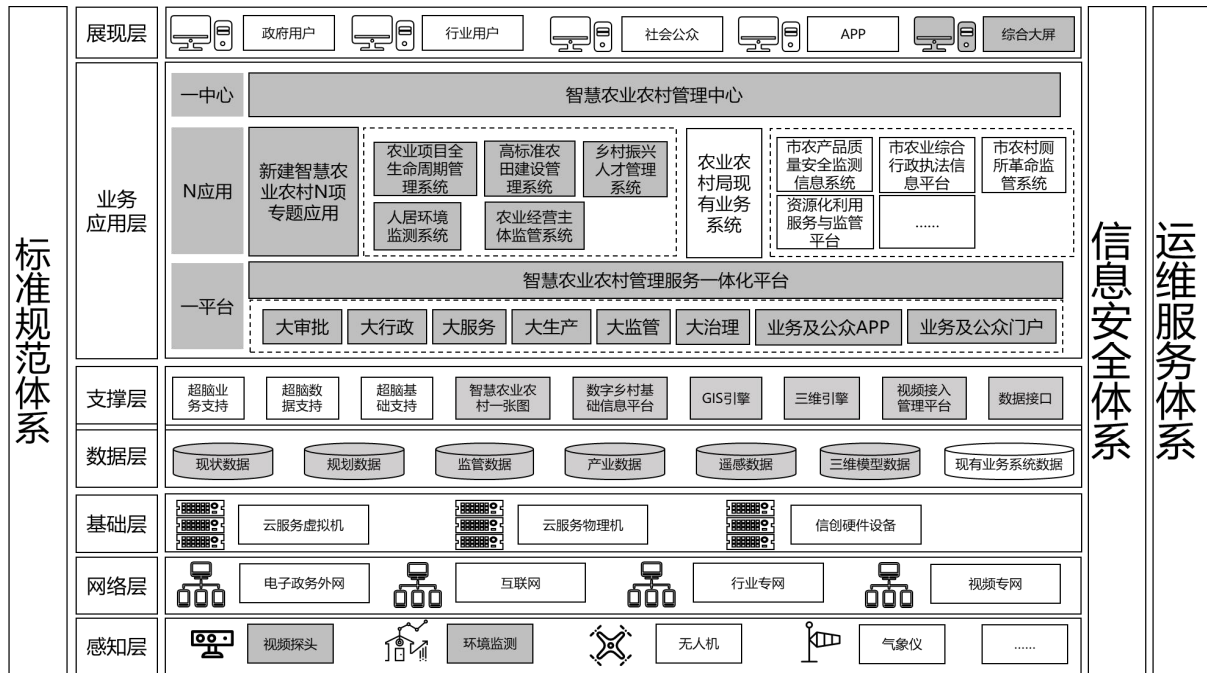 标准规范体系
展现层
政府用户
行业用户
社会公众
APP
综合大屏
业务
应用层
一中心
智慧农业农村管理中心
N应用
新建智慧农
业农村N项
专题应用
农业项目全
生命周期管
理系统
高标准农
田建设管
理系统
乡村振兴
人才管理
系统
人居环境
监测系统
农业经营主
体监管系统
农业农
村局现
有业务
系统
市农产品质
量安全监测
信息系统
市农业综合
行政执法信
息平台
市农村厕
所革命监
管系统
资源化利用
服务与监管
平台
......
一平台
智慧农业农村管理服务一体化平台
大审批
大行政
大服务
大生产
大监管
大治理
业务及公众APP
业务及公众门户
支撑层
超脑业
务支持
超脑数
据支持
超脑基
础支持
智慧农业农
村一张图
数字乡村基
础信息平台
GIS引擎
三维引擎
视频接入
管理平台
数据接口
数据层
现状数据
规划数据
监管数据
产业数据
遥感数据
三维模型数据
现有业务系统数据
基础层
云服务虚拟机
云服务物理机
信创硬件设备
网络层
电子政务外网
互联网
行业专网
视频专网
感知层
视频探头
环境监测
无人机
气象仪
......
信息安全体系
运维服务体系